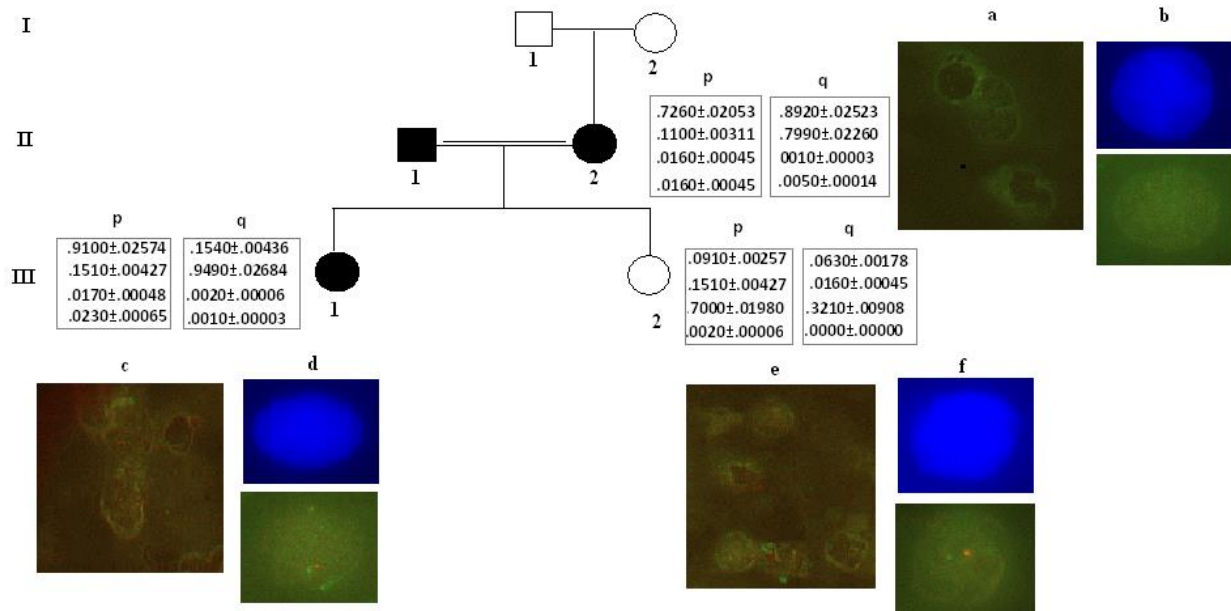 I
1
2
a
b
II
1
2
p
q
.7260±.02053
.1100±.00311
.0160±.00045
.0160±.00045
.8920±.02523
.7990±.02260
0010±.00003
.0050±.00014
III
p
q
.9100±.02574
.1510±.00427
.0170±.00048
.0230±.00065
.1540±.00436
.9490±.02684
.0020±.00006
.0010±.00003
1
2
p
q
.0910±.00257
.1510±.00427
.7000±.01980
.0020±.00006
.0630±.00178
.0160±.00045
.3210±.00908
.0000±.00000
c
d
e
f